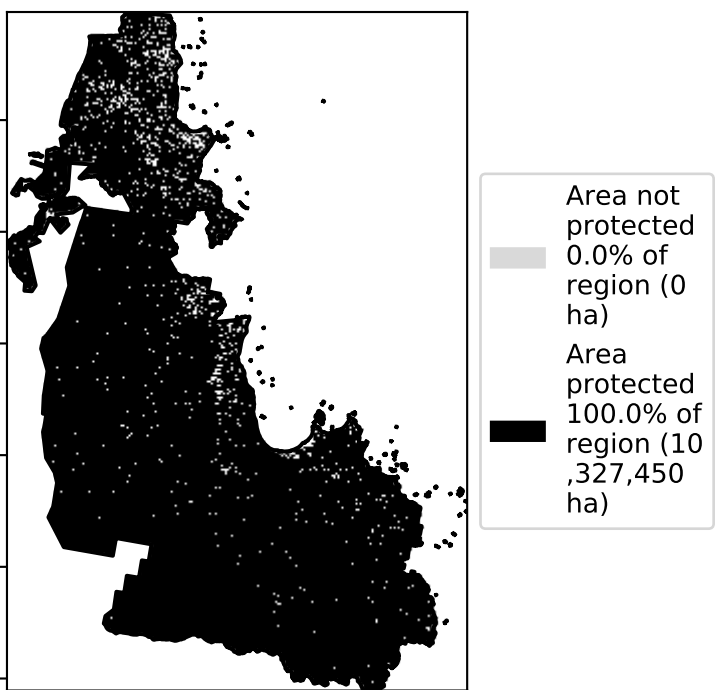 Area not
protected
0.0% of
region (0
ha)
Area
protected
100.0% of
region (10
,327,450
ha)